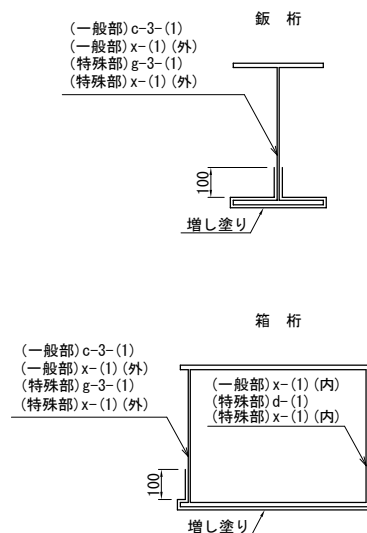 鈑 桁
(一般部)c-3-(1)
(一般部)x-(1)(外)
(特殊部)g-3-(1)
(特殊部)x-(1)(外)
100
増し塗り
箱 桁
(一般部)c-3-(1)
(一般部)x-(1)(外)
(特殊部)g-3-(1)
(特殊部)x-(1)(外)
(一般部)x-(1)(内)
(特殊部)d-(1)
(特殊部)x-(1)(内)
100
増し塗り